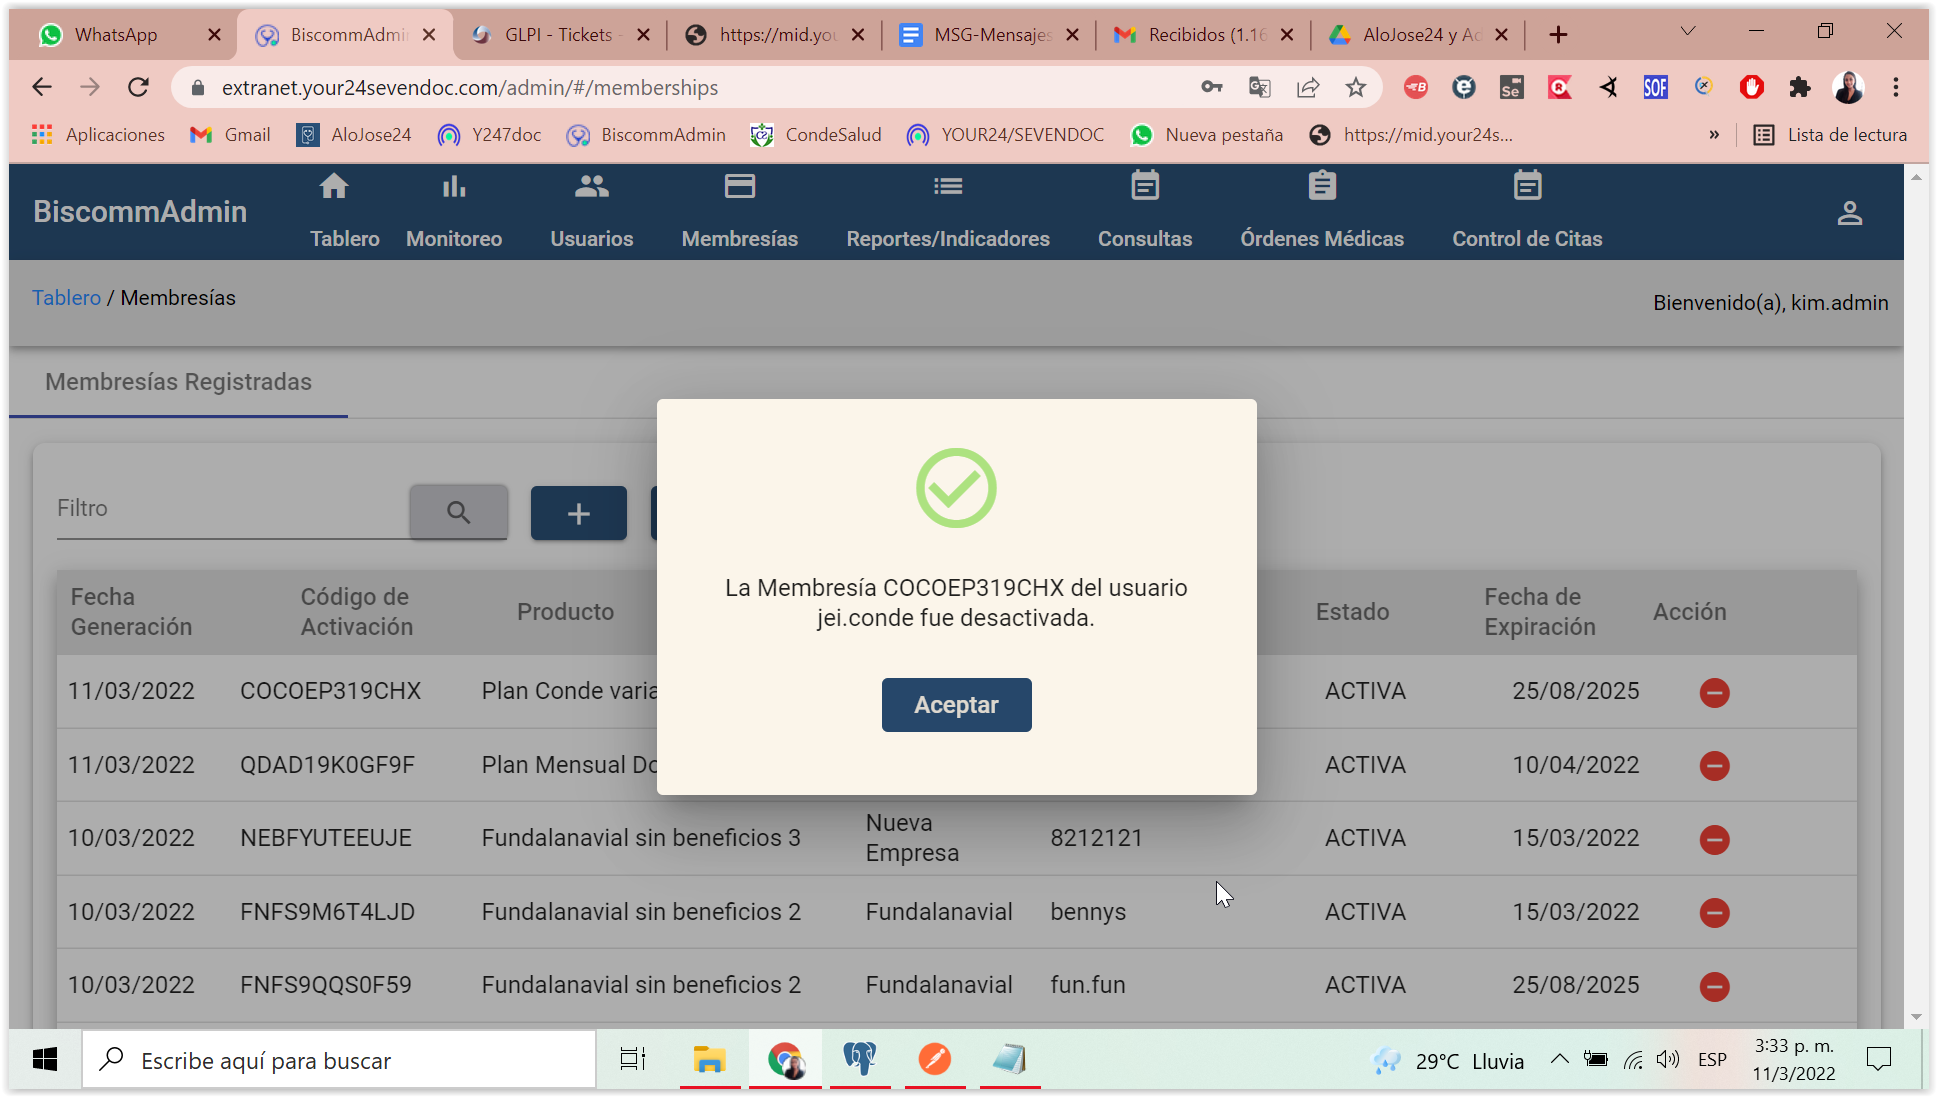 WhatsApp
BiscommAdmi
GLPI - Tickets -
https://mid.you
MSG-Mensajes
Recibidos (1.16
AloJose24 y Ad
extranet.your24sevendoc.com/admin/#/memberships
Aplicaciones
Gmail
AloJose24
Y247doc
BiscommAdmin
CondeSalud
YOUR24/SEVENDOC
Nueva pestaña
https://mid.your24s...
»
Lista de lectura
BiscommAdmin
Tablero
Monitoreo
Usuarios
Membresías
Reportes/Indicadores
Consultas
Órdenes Médicas
Control de Citas
Tablero / Membresías
Bienvenido(a), kim.admin
Membresías Registradas
Filtro
Fecha
Generación
Código de
Activación
Producto
Estado
Fecha de
Expiración
Acción
11/03/2022 COCOEP319CHX Plan Conde varia ACTIVA 25/08/2025
11/03/2022 QDAD19K0GF9F Plan Mensual Do ACTIVA 10/04/2022
10/03/2022 NEBFYUTEEUJE Fundalanavial sin beneficios 3 Nueva
Empresa 8212121 ACTIVA 15/03/2022
10/03/2022 FNFS9M6T4LJD Fundalanavial sin beneficios 2 Fundalanavial bennys ACTIVA 15/03/2022
10/03/2022 FNFS9QQS0F59 Fundalanavial sin beneficios 2 Fundalanavial fun.fun ACTIVA 25/08/2025
La Membresía COCOEP319CHX del usuario
jei.conde fue desactivada.
Aceptar
Escribe aquí para buscar
29°C Lluvia
ESP
3:33 p. m.
11/3/2022